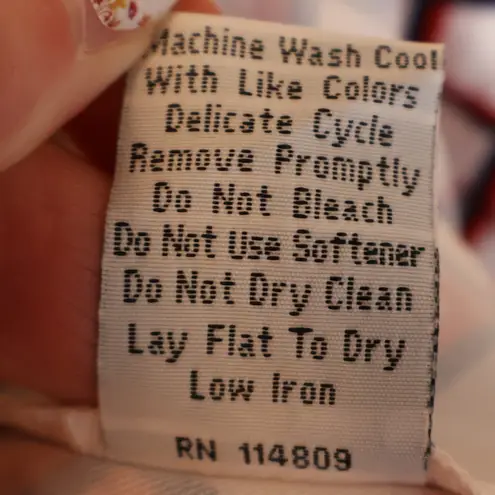 Machine Wash Cool
With Like Colors
Delicate Cycle
Remove Promptly
Do Not Bleach
Do Not Use Softener
Do Not Dry Clean
Lay Flat To Dry
Low Iron
RN 114809